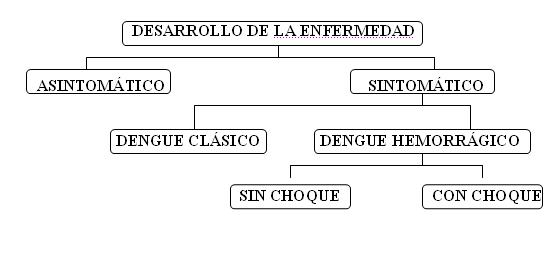 DESARROLLO DE LA ENFERMEDAD
ASINTOMÁTICO
SINTOMÁTICO
DENGUE CLÁSICO
DENGUE HEMORRÁGICO
SIN CHOQUE
CON CHOQUE